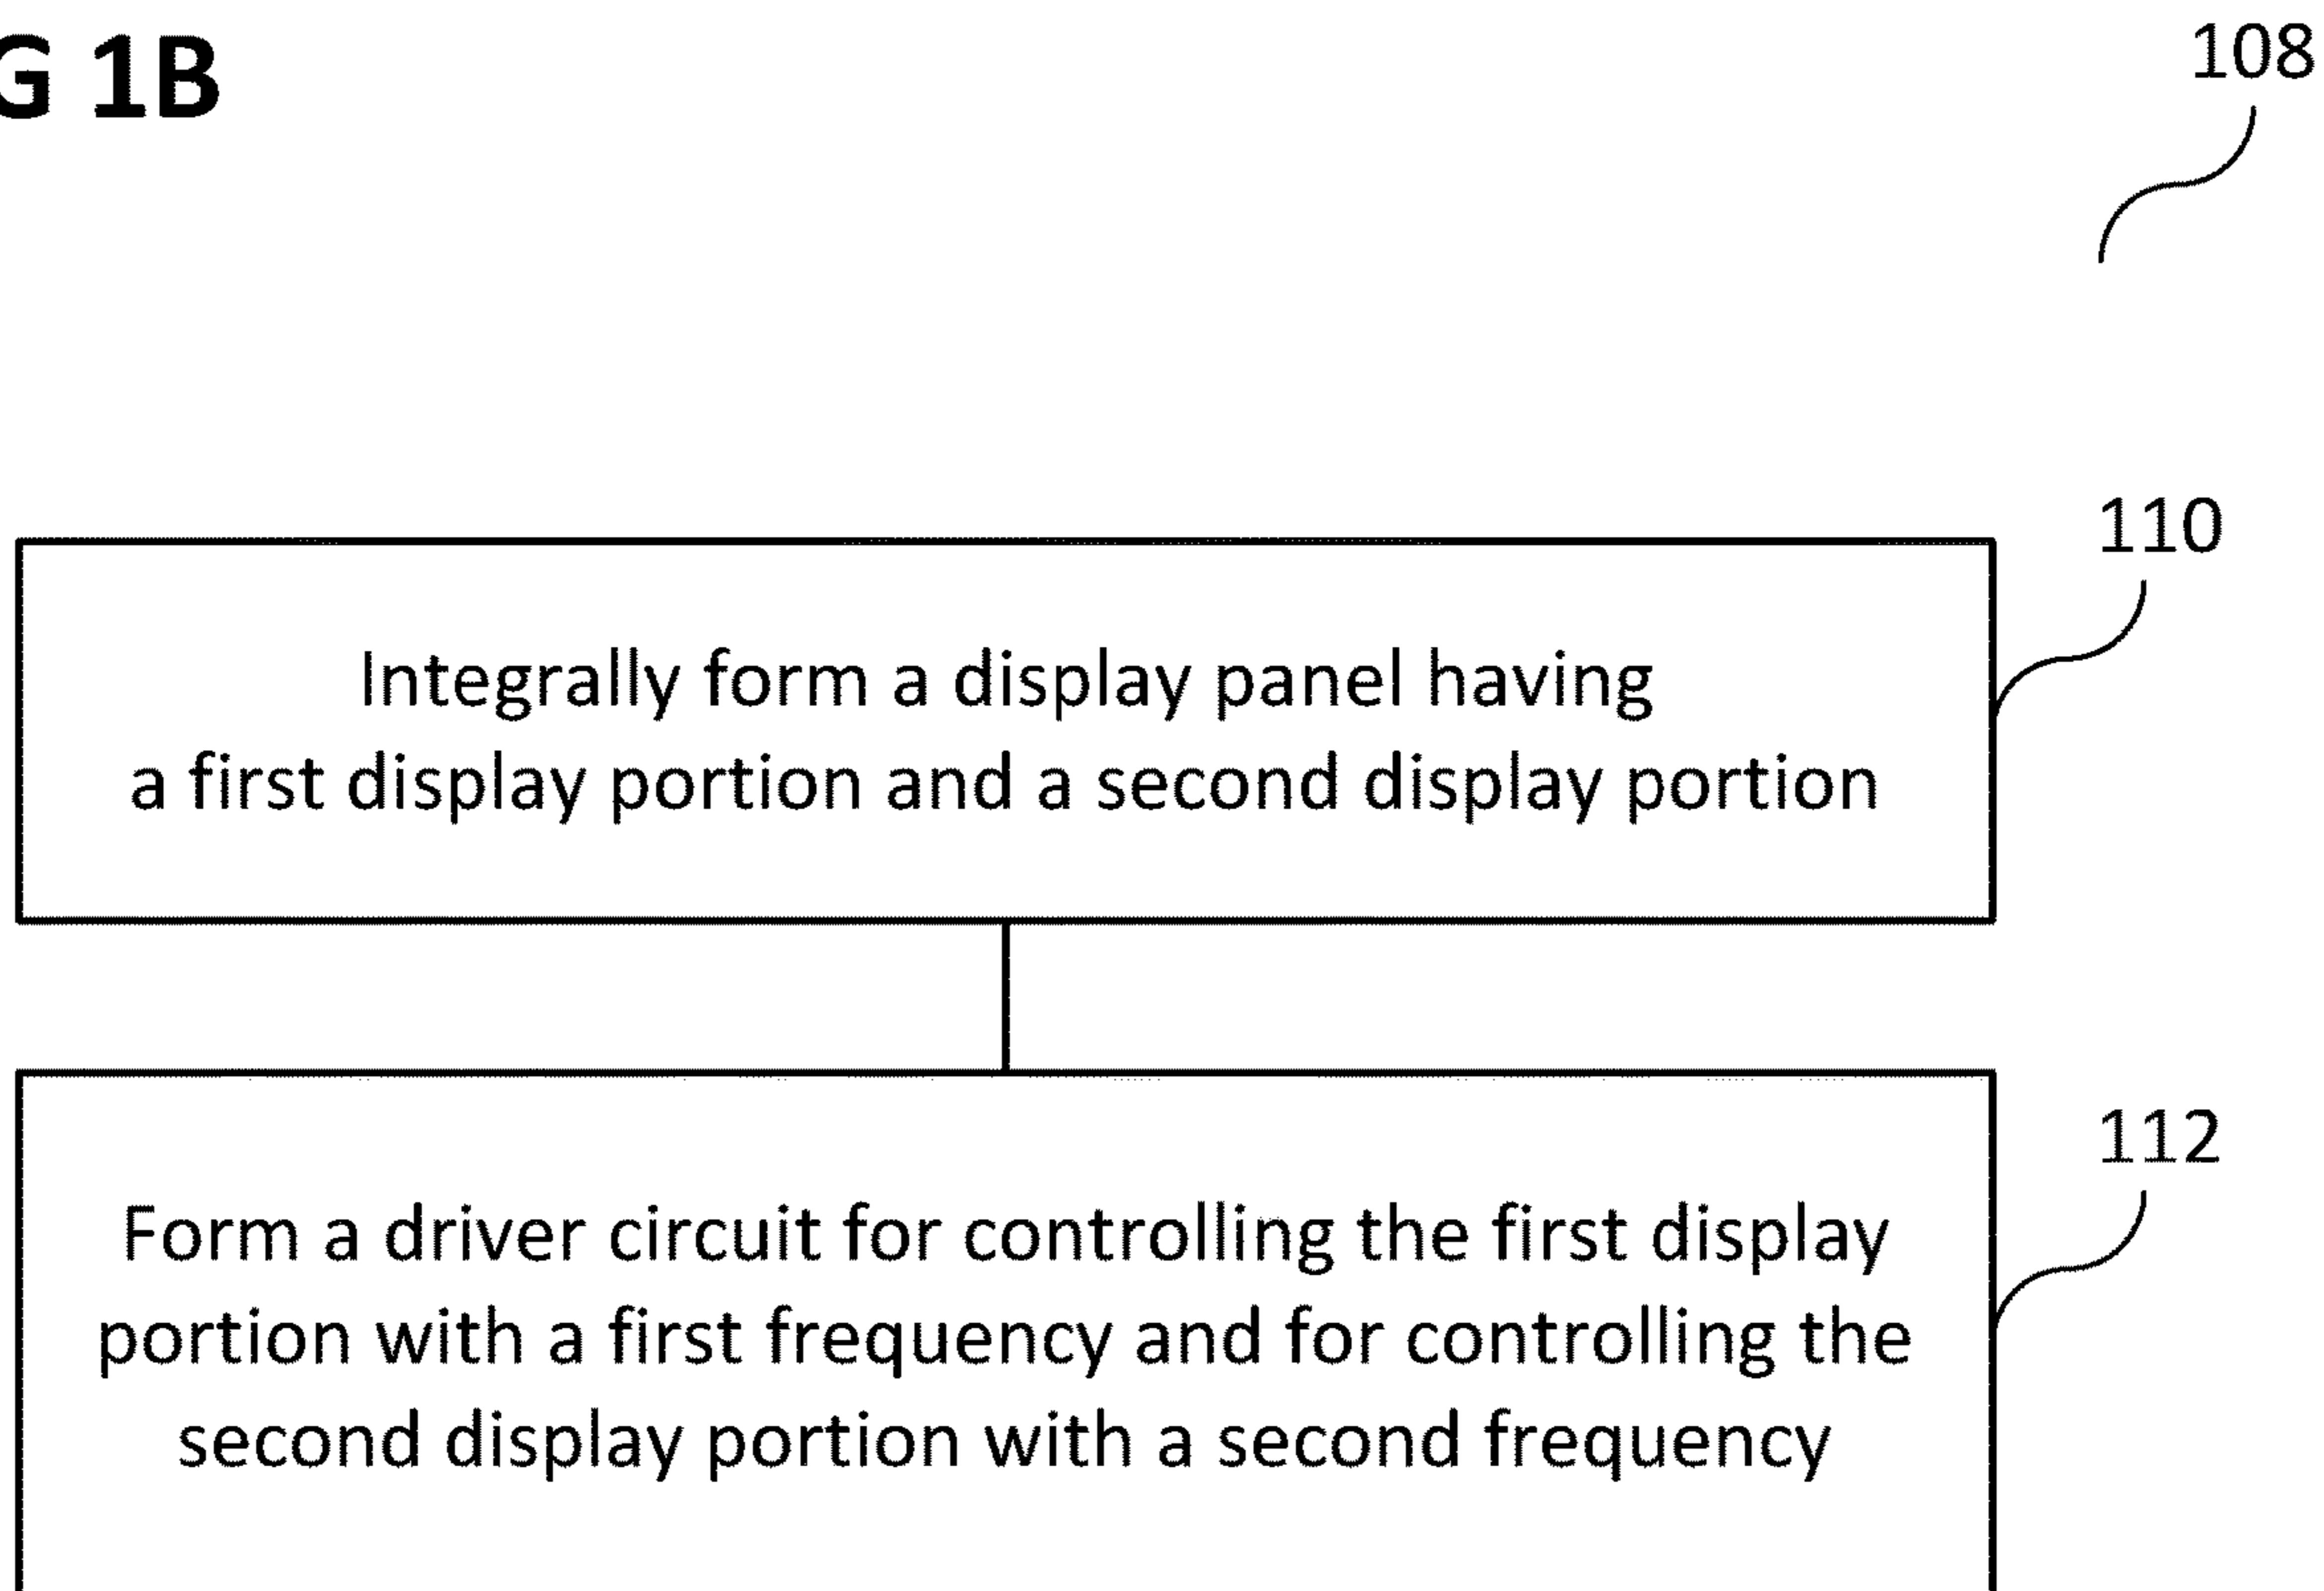 G 1B
108
110
Integrally form a display panel having
a first display portion and a second display portion
112
Form a driver circuit for controlling the first display
portion with a first frequency and for controlling the
second display portion with a second frequency